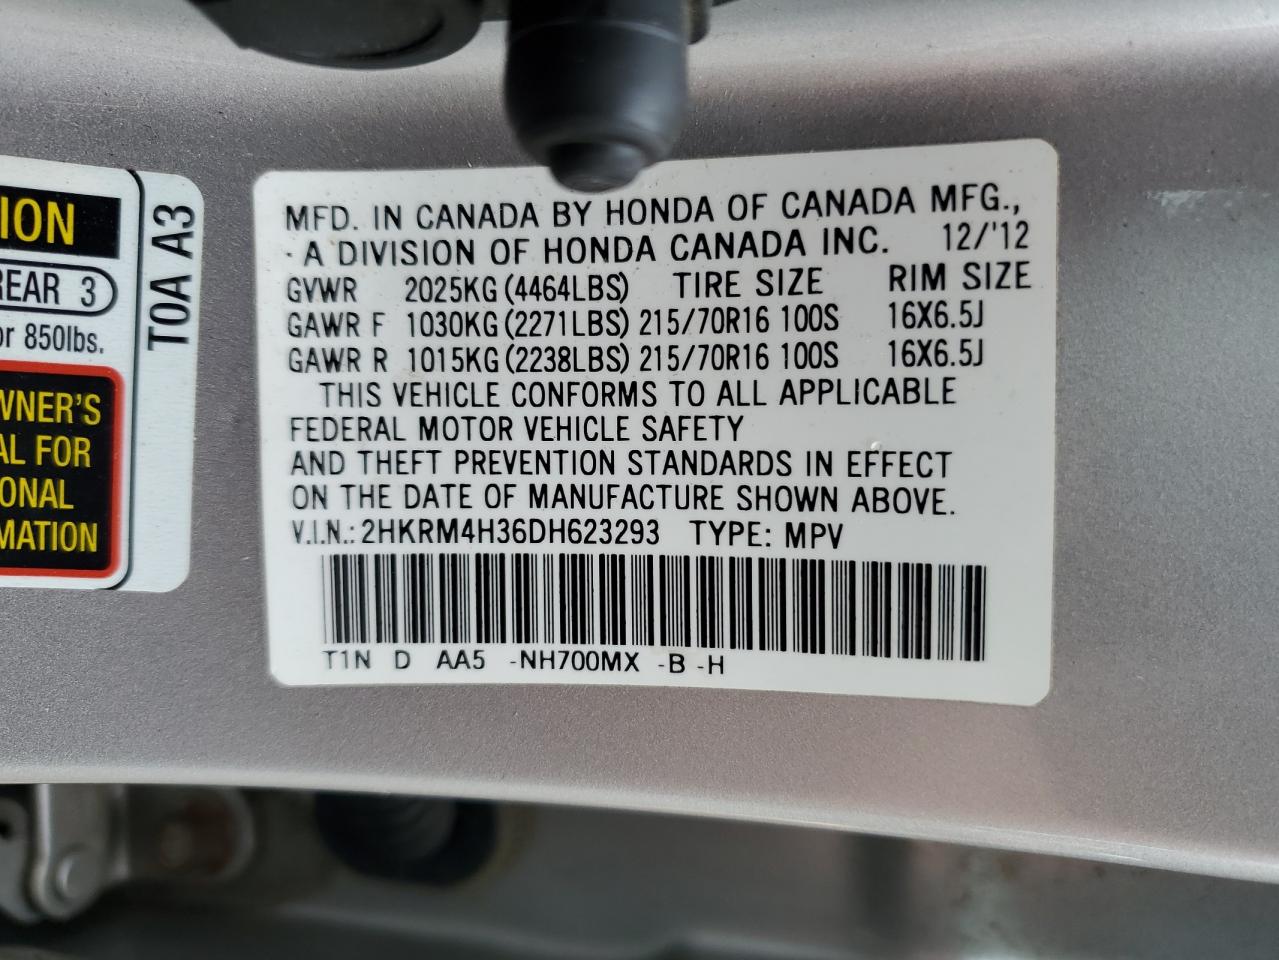 ION
REAR 3
or 850lbs.
WNER'S
AL FOR
ONAL
MATION
T0A A3
MFD. IN CANADA BY HONDA OF CANADA MFG.,
A DIVISION OF HONDA CANADA INC. 12/'12
GVWR 2025KG (4464LBS) TIRE SIZE RIM SIZE
GAWR F 1030KG (2271LBS) 215/70R16 100S 16X6.5J
GAWR R 1015KG (2238LBS) 215/70R16 100S 16X6.5J
THIS VEHICLE CONFORMS TO ALL APPLICABLE
FEDERAL MOTOR VEHICLE SAFETY
AND THEFT PREVENTION STANDARDS IN EFFECT
ON THE DATE OF MANUFACTURE SHOWN ABOVE.
V.I.N.: 2HKRM4H36DH623293 TYPE: MPV
T1N D AA5 -NH700MX -B -H